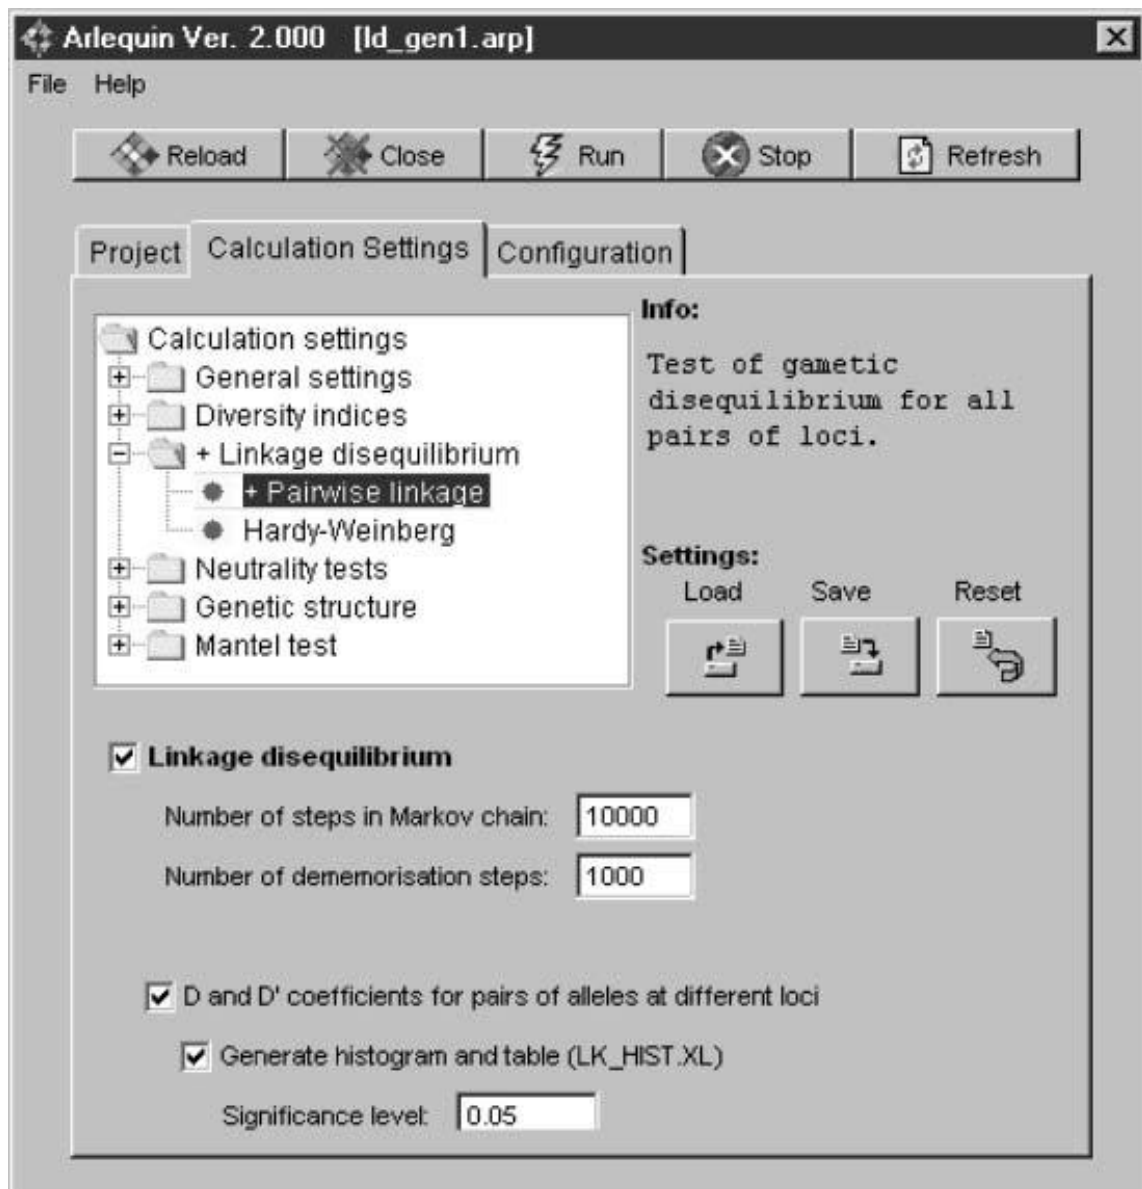 Arlequin Ver. 2.000 [ld_gen1.arp]
File Help
Reload Close Run Stop Refresh
Project Calculation Settings Configuration
Calculation settings
General settings
Diversity indices
+ Linkage disequilibrium
+ Pairwise linkage
Hardy-Weinberg
Neutrality tests
Genetic structure
Mantel test
Info:
Test of gametic
disequilibrium for all
pairs of loci.
Settings:
Load Save Reset
Linkage disequilibrium
Number of steps in Markov chain: 10000
Number of dememorisation steps: 1000
D and D' coefficients for pairs of alleles at different loci
Generate histogram and table (LK_HIST.XL)
Significance level: 0.05